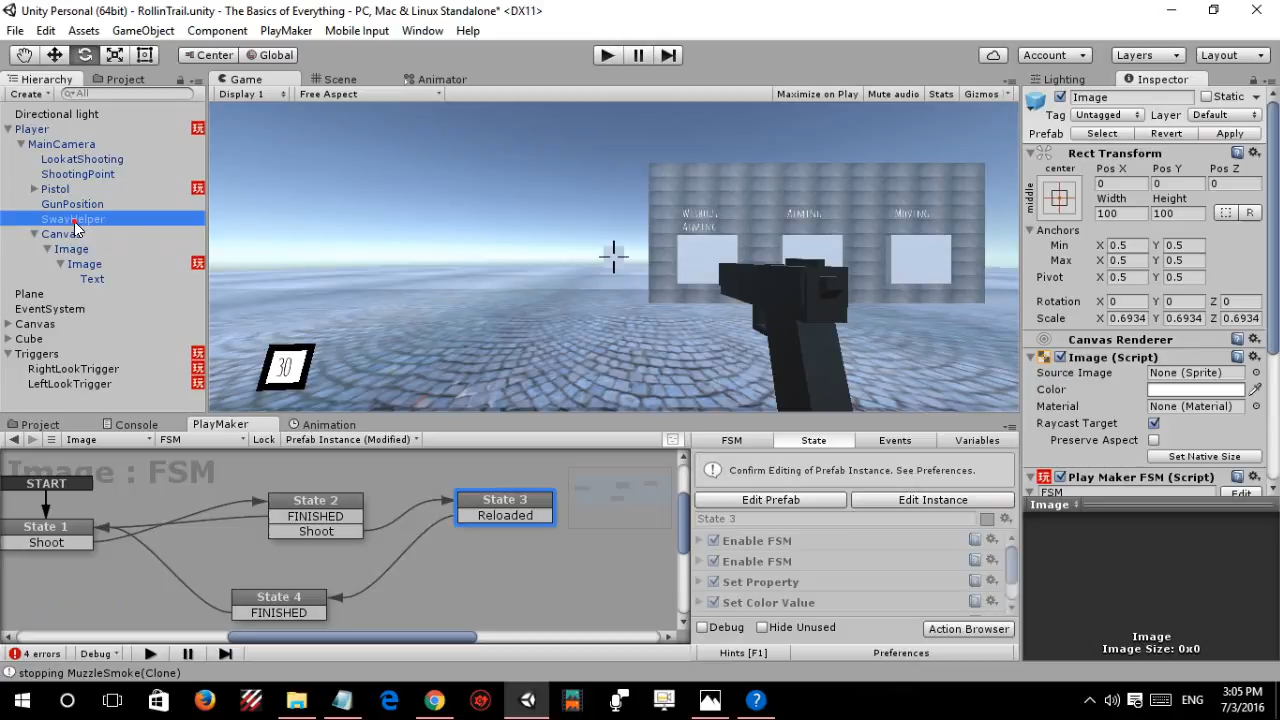 Unity Personal (64bit) - RollinTrail.unity - The Basics of Everything - PC, Mac & Linux Standalone* <DX11>
File Edit Assets GameObject Component PlayMaker Mobile Input Window Help
Center Global Account Layers Layout
Hierarchy Project Game Scene Animator Lighting Inspector
Create All Display 1 Free Aspect Maximize on Play Mute audio Stats Gizmos Image Static
Directional light
Player
MainCamera
LookatShooting
ShootingPoint
Pistol
GunPosition
SwayHelper
Canvas
Image
Image
Text
Plane
EventSystem
Canvas
Cube
Triggers
RightLookTrigger
LeftLookTrigger
WITHOUT AIMING
AIMING
MOVING
30
Tag Untagged Layer Default
Prefab Select Revert Apply
Rect Transform
center Pos X Pos Y Pos Z
middle 0 0 0
Width Height
100 100 R
Anchors
Min X 0.5 Y 0.5
Max X 0.5 Y 0.5
Pivot X 0.5 Y 0.5
Rotation X 0 Y 0 Z 0
Scale X 0.6934 Y 0.6934 Z 0.6934
Canvas Renderer
Image (Script)
Source Image None (Sprite)
Color
Material None (Material)
Raycast Target
Preserve Aspect
Set Native Size
Play Maker FSM (Script)
FSM Edit
Image
Image
Image Size: 0x0
Project Console PlayMaker Animation
Image FSM Lock Prefab Instance (Modified)
Image : FSM
START
State 1
Shoot
State 2
FINISHED
Shoot
State 3
Reloaded
State 4
FINISHED
FSM State Events Variables
Confirm Editing of Prefab Instance. See Preferences.
Edit Prefab Edit Instance
State 3
Enable FSM
Enable FSM
Set Property
Set Color Value
Debug Hide Unused Action Browser
4 errors Debug Hints [F1] Preferences
stopping MuzzleSmoke(Clone)
ENG
3:05 PM
7/3/2016